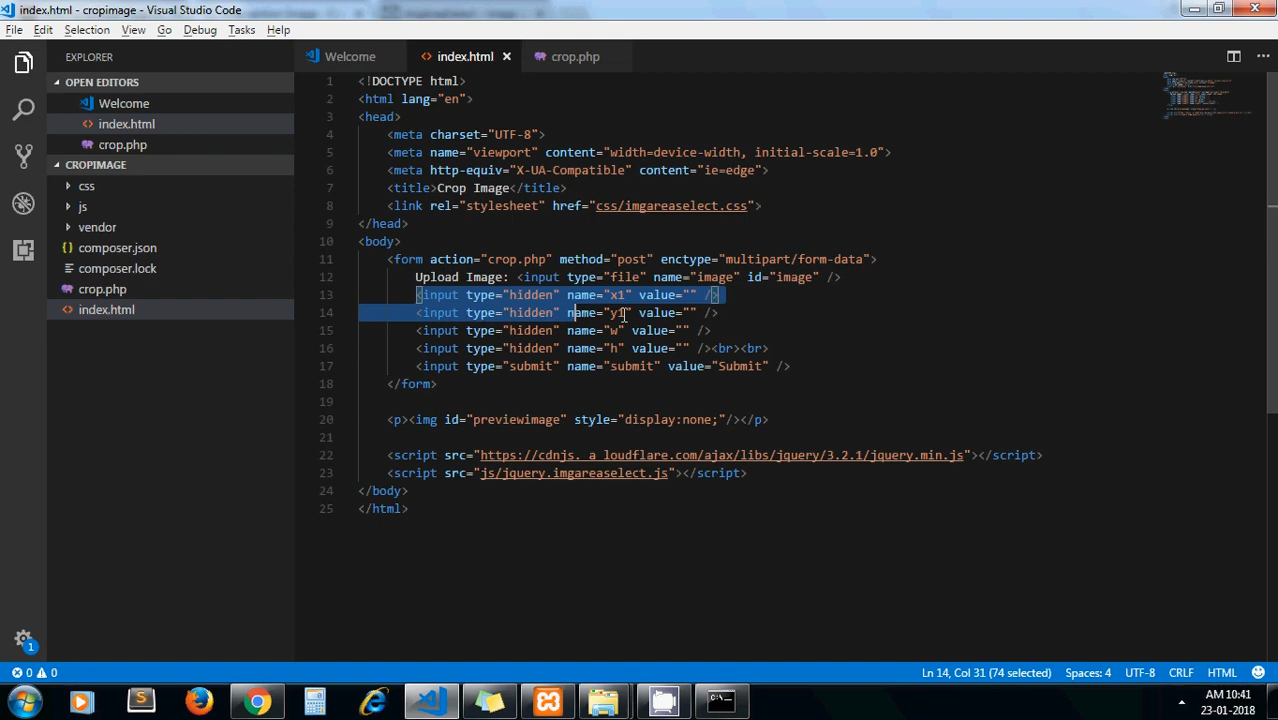 index.html - cropimage - Visual Studio Code
File Edit Selection View Go Debug Tasks Help
EXPLORER
OPEN EDITORS
Welcome
index.html
crop.php
CROPIMAGE
css
js
vendor
composer.json
composer.lock
crop.php
index.html
1
Welcome index.html crop.php
1 <!DOCTYPE html>
2 <html lang="en">
3 <head>
4 <meta charset="UTF-8">
5 <meta name="viewport" content="width=device-width, initial-scale=1.0">
6 <meta http-equiv="X-UA-Compatible" content="ie=edge">
7 <title>Crop Image</title>
8 <link rel="stylesheet" href="css/imgareaselect.css">
9 </head>
10 <body>
11 <form action="crop.php" method="post" enctype="multipart/form-data">
12 Upload Image: <input type="file" name="image" id="image" />
13 <input type="hidden" name="x1" value="" />
14 <input type="hidden" name="y1" value="" />
15 <input type="hidden" name="w" value="" />
16 <input type="hidden" name="h" value="" /><br><br>
17 <input type="submit" name="submit" value="Submit" />
18 </form>
19
20 <p><img id="previewimage" style="display:none;"/></p>
21
22 <script src="https://cdnjs. a loudflare.com/ajax/libs/jquery/3.2.1/jquery.min.js"></script>
23 <script src="js/jquery.imgareaselect.js"></script>
24 </body>
25 </html>
0 0 Ln 14, Col 31 (74 selected) Spaces: 4 UTF-8 CRLF HTML
AM 10:41
23-01-2018